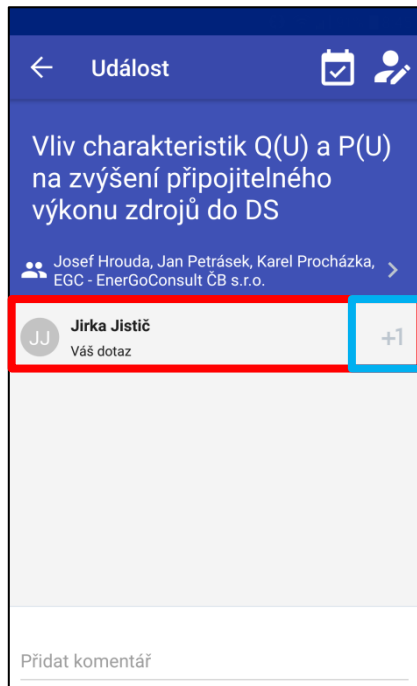 Událost
Vliv charakteristik Q(U) a P(U)
na zvýšení připojitelného
výkonu zdrojů do DS
Josef Hrouda, Jan Petrásek, Karel Procházka,
EGC - EnerGoConsult ČB s.r.o.
JJ
Jirka Jistič
+1
Váš dotaz
Přidat komentář